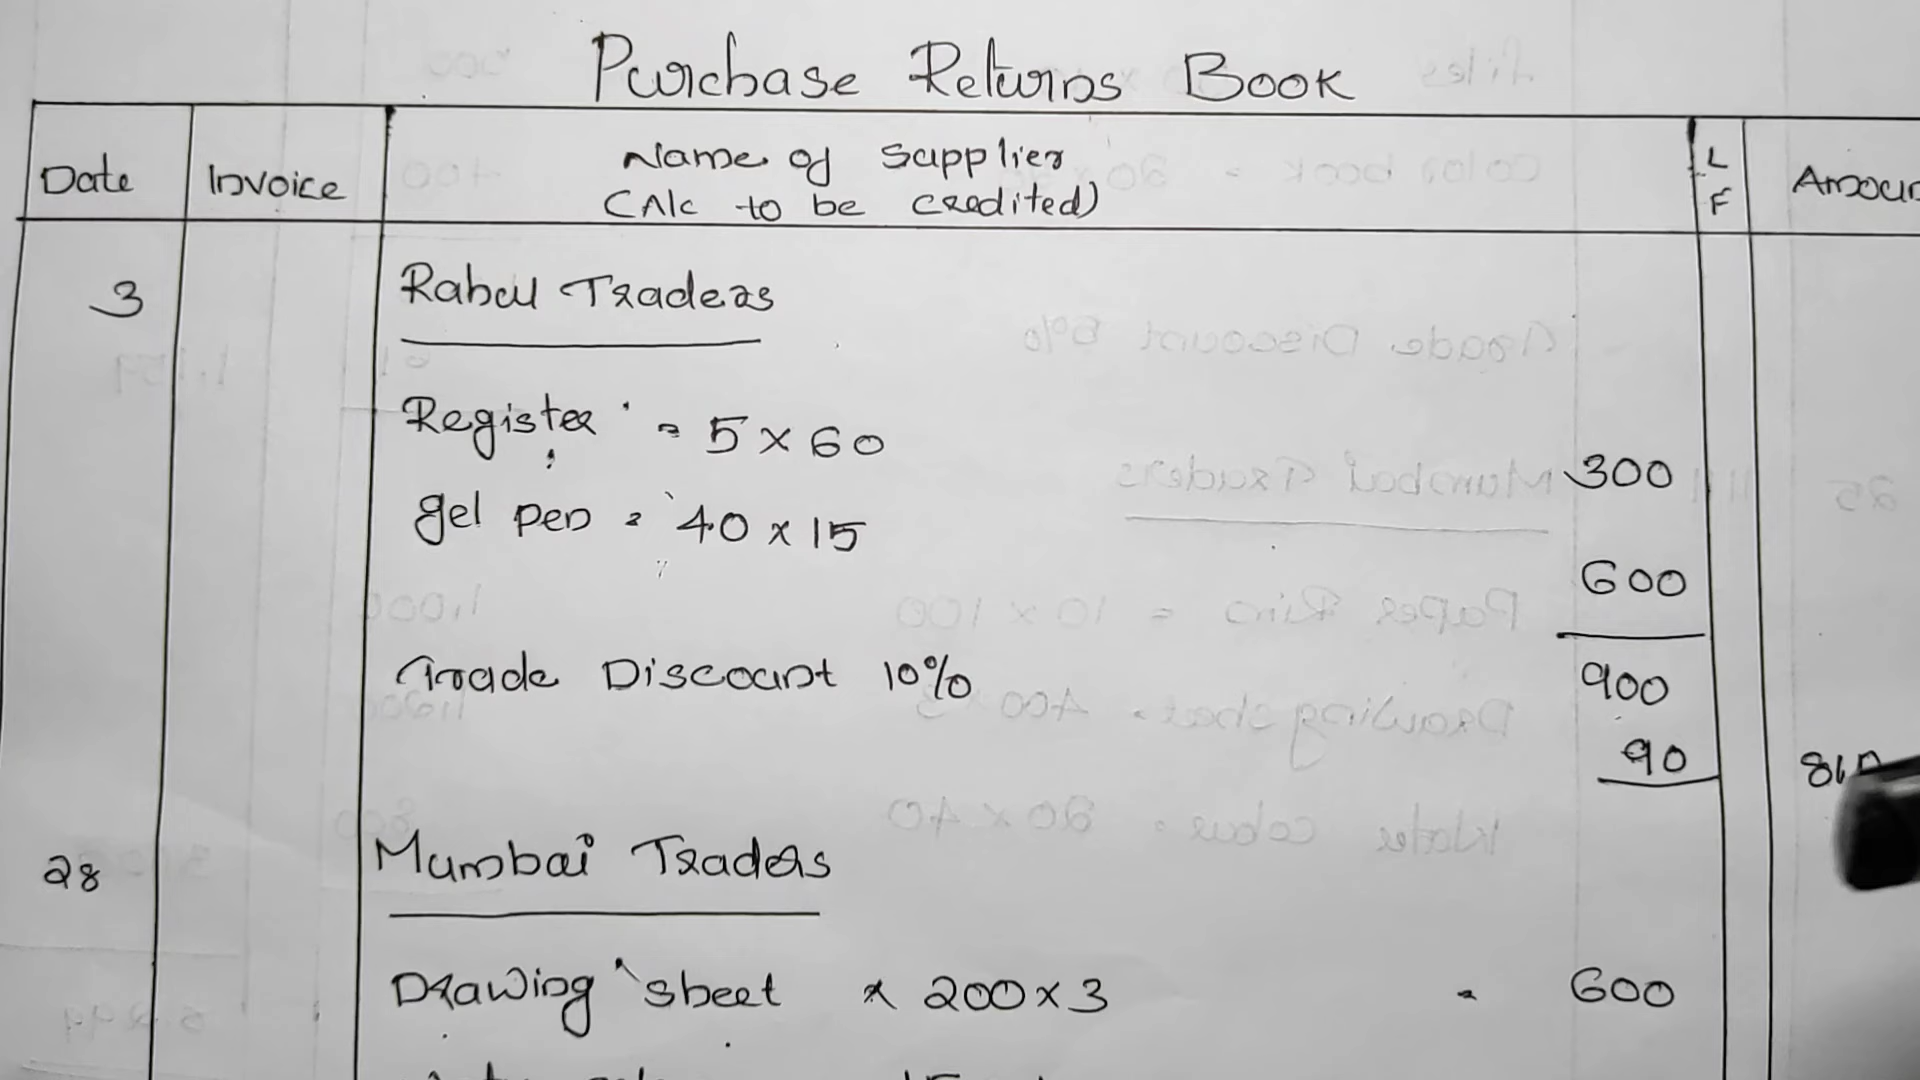 Purchase Returns Book
Date
Invoice
Name of Supplier
(A/c to be credited)
L
F
Amoun
3
Rahul Traders
Register = 5 x 60
300
gel pen = 40 x 15
600
Trade Discount 10%
900
90
810
28
Mumbai Traders
Drawing sheet x 200 x 3 = 600